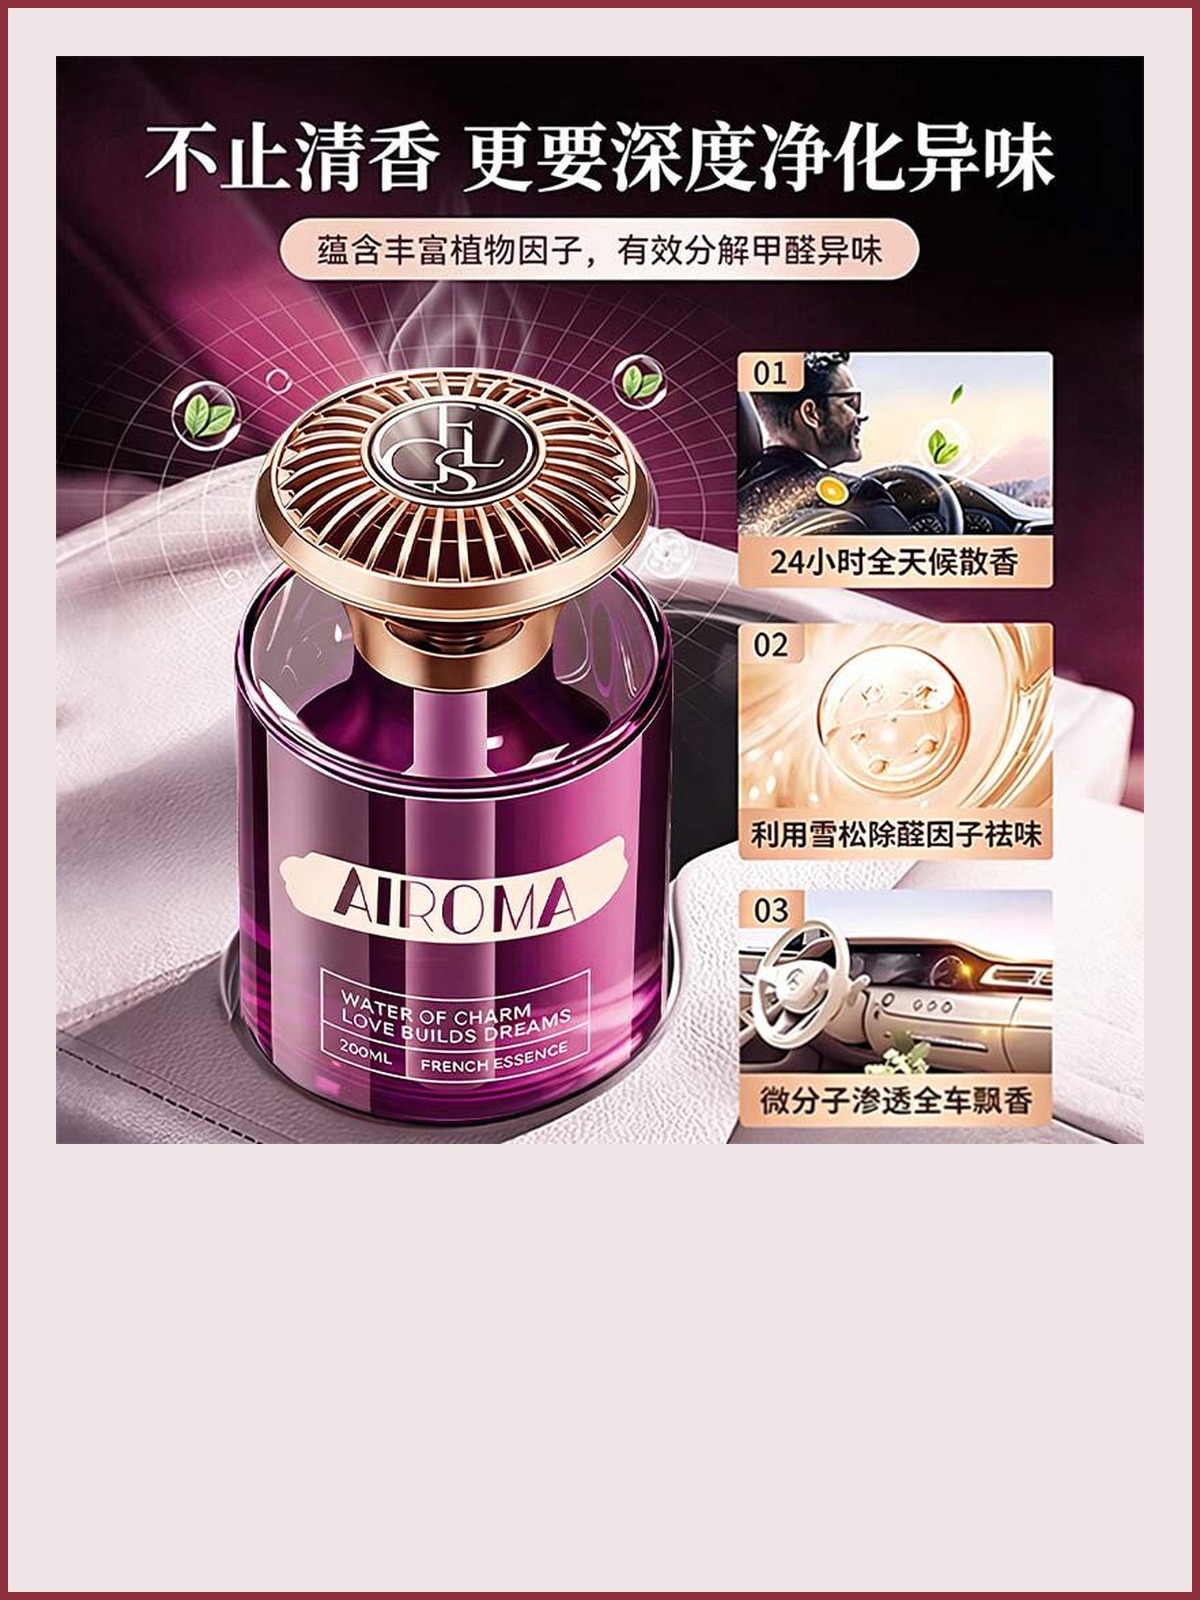 不止清香 更要深度净化异味
蕴含丰富植物因子，有效分解甲醛异味
01
24小时全天候散香
02
利用雪松除醛因子祛味
03
微分子渗透全车飘香
AIROMA
WATER OF CHARM
LOVE BUILDS DREAMS
200ML
FRENCH ESSENCE